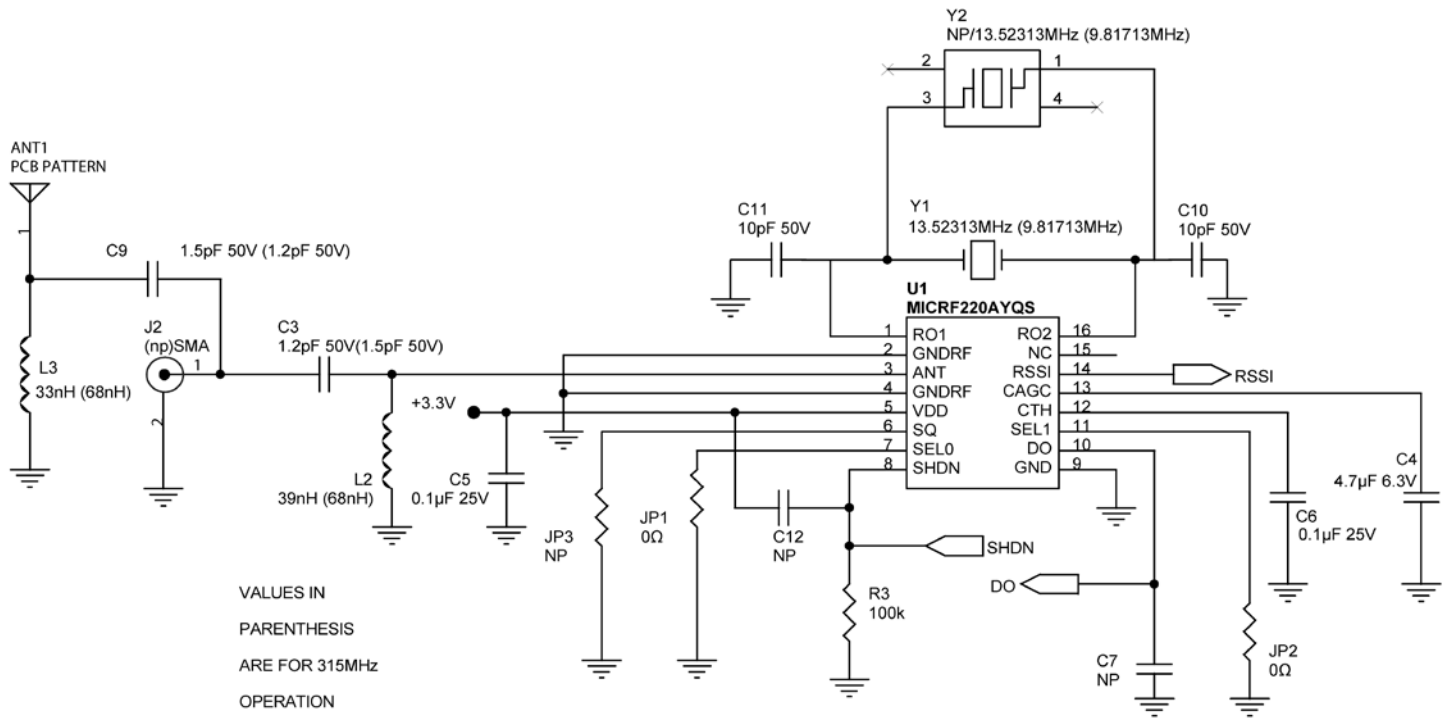 Y2
NP/13.52313MHz (9.81713MHz)
2
1
3
4
ANT1
PCB PATTERN
1
C9
1.5pF 50V (1.2pF 50V)
C11
10pF 50V
Y1
13.52313MHz (9.81713MHz)
C10
10pF 50V
J2
(np)SMA
1
2
C3
1.2pF 50V(1.5pF 50V)
L3
33nH (68nH)
U1
MICRF220AYQS
1 RO1 RO2 16
2 GNDRF NC 15
3 ANT RSSI 14
4 GNDRF CAGC 13
5 VDD CTH 12
6 SQ SEL1 11
7 SEL0 DO 10
8 SHDN GND 9
RSSI
+3.3V
L2
39nH (68nH)
C5
0.1µF 25V
JP3
NP
JP1
0Ω
C12
NP
SHDN
DO
R3
100k
C7
NP
C6
0.1µF 25V
C4
4.7µF 6.3V
JP2
0Ω
VALUES IN
PARENTHESIS
ARE FOR 315MHz
OPERATION